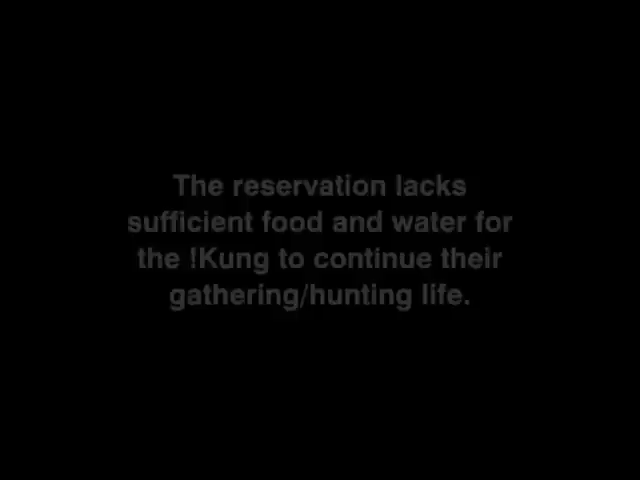 The reservation lacks
sufficient food and water for
the !Kung to continue their
gathering/hunting life.